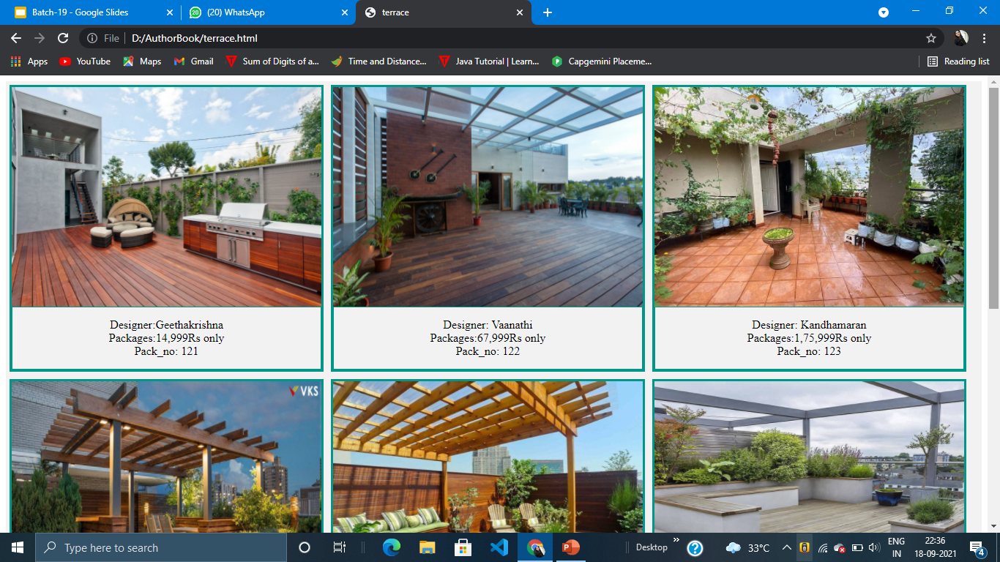 Batch-19 - Google Slides
20
(20) WhatsApp
terrace
File
D:/AuthorBook/terrace.html
Apps
YouTube
Maps
Gmail
Sum of Digits of a...
Time and Distance...
Java Tutorial | Learn...
Capgemini Placeme...
Reading list
Designer:Geethakrishna
Packages:14,999Rs only
Pack_no: 121
Designer: Vaanathi
Packages:67,999Rs only
Pack_no: 122
Designer: Kandhamaran
Packages:1,75,999Rs only
Pack_no: 123
VKS
Type here to search
Desktop
33°C
ENG
IN
22:36
18-09-2021
4